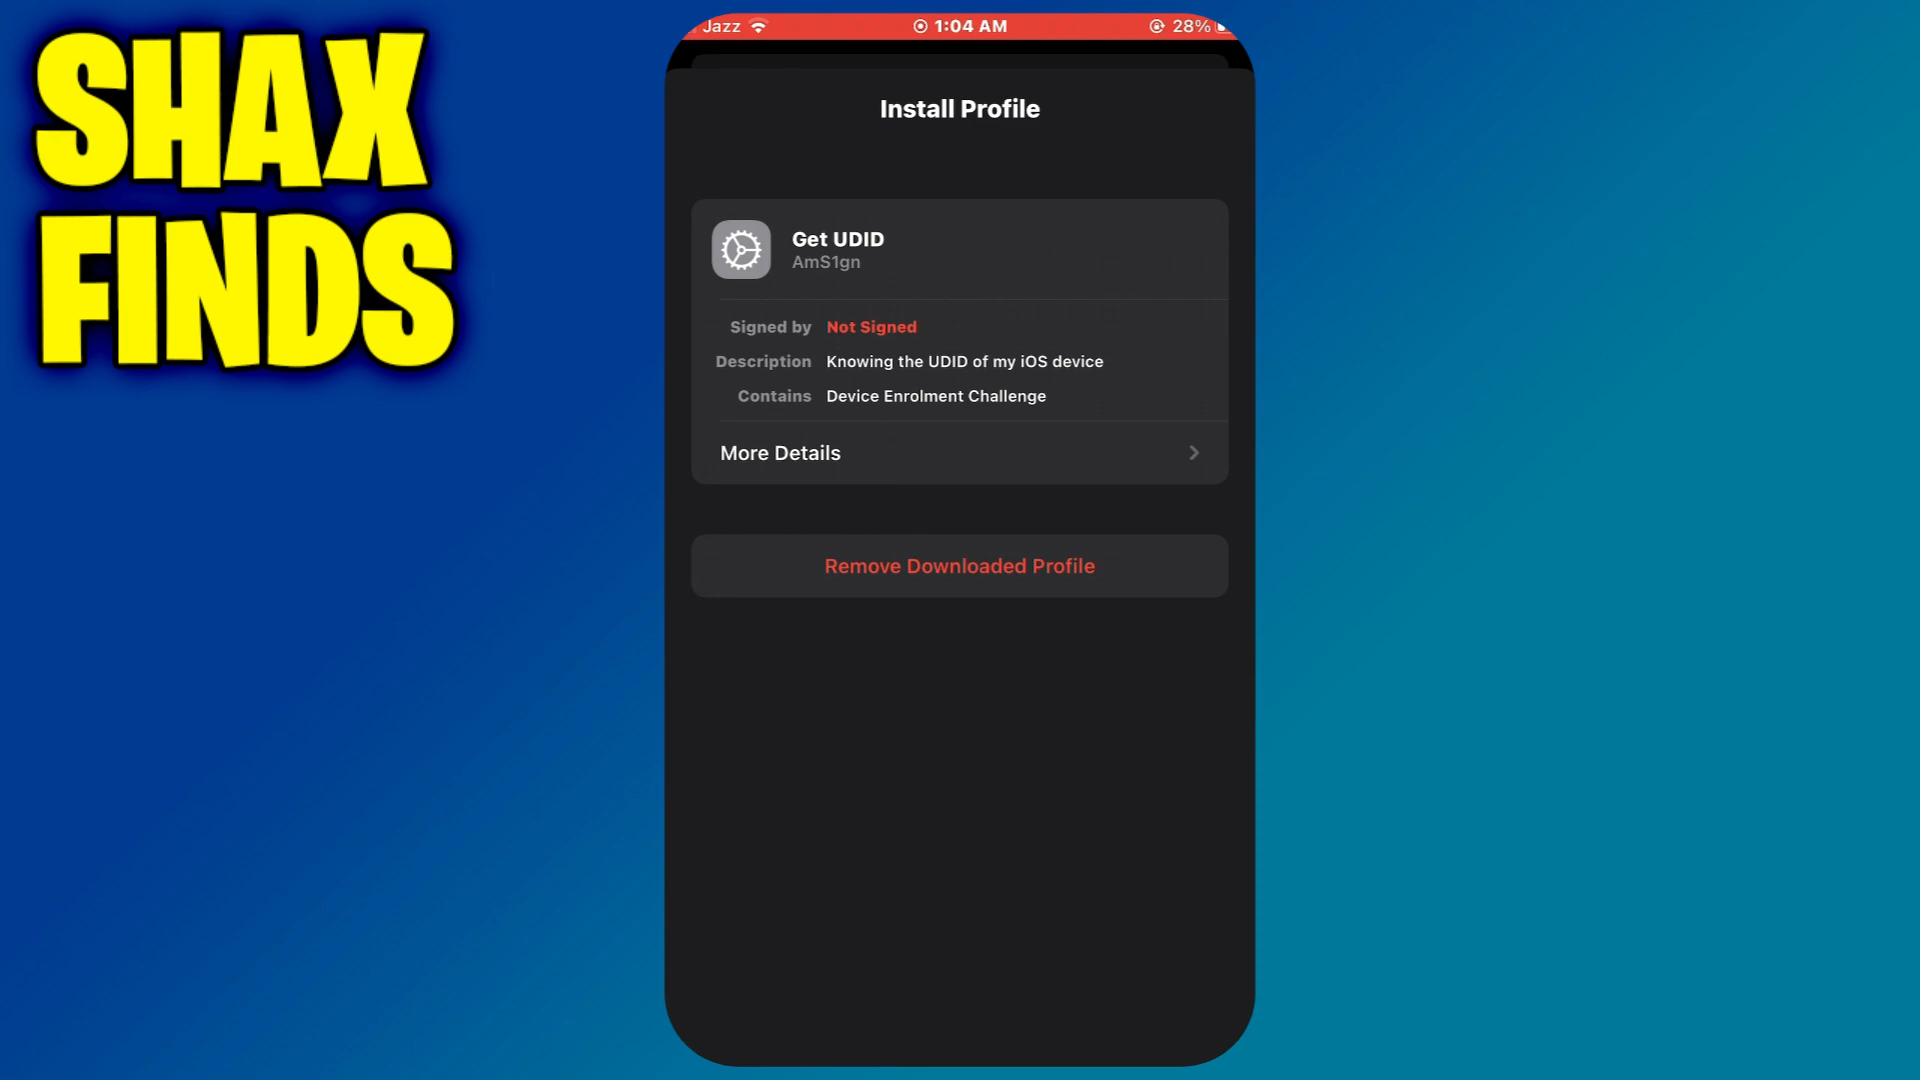 SHAX
FINDS
Jazz
1:04 AM
28%
Install Profile
Get UDID
AmS1gn
Signed by Not Signed
Description Knowing the UDID of my iOS device
Contains Device Enrolment Challenge
More Details
Remove Downloaded Profile